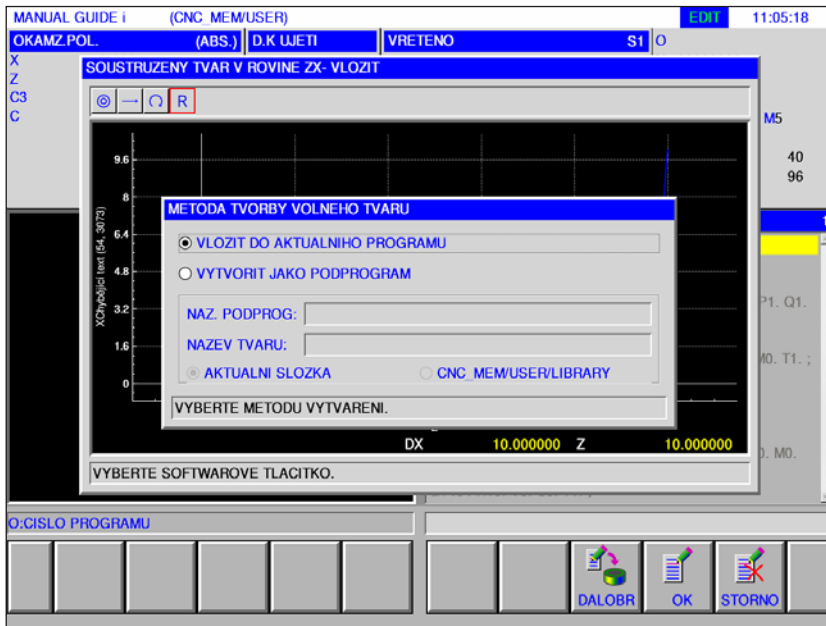 MANUAL GUIDE i (CNC_MEM/USER) EDIT 11:05:18
OKAMZ.POL. (ABS.) D.K UJETI VRETENO S1 O
X
Z
C3
C
SOUSTRUZENY TVAR V ROVINE ZX- VLOZIT
R
M5
40
96
9.6
8
6.4
4.8
3.2
1.6
0
XChybějící text (54, 3073)
METODA TVORBY VOLNEHO TVARU
VLOZIT DO AKTUALNIHO PROGRAMU
VYTVORIT JAKO PODPROGRAM
NAZ. PODPROG:
NAZEV TVARU:
AKTUALNI SLOZKA CNC_MEM/USER/LIBRARY
VYBERTE METODU VYTVARENI.
1
P1. Q1.
M0. T1. ;
0. M0.
DX 10.000000 Z 10.000000
VYBERTE SOFTWAROVE TLACITKO.
O:CISLO PROGRAMU
DALOBR OK STORNO